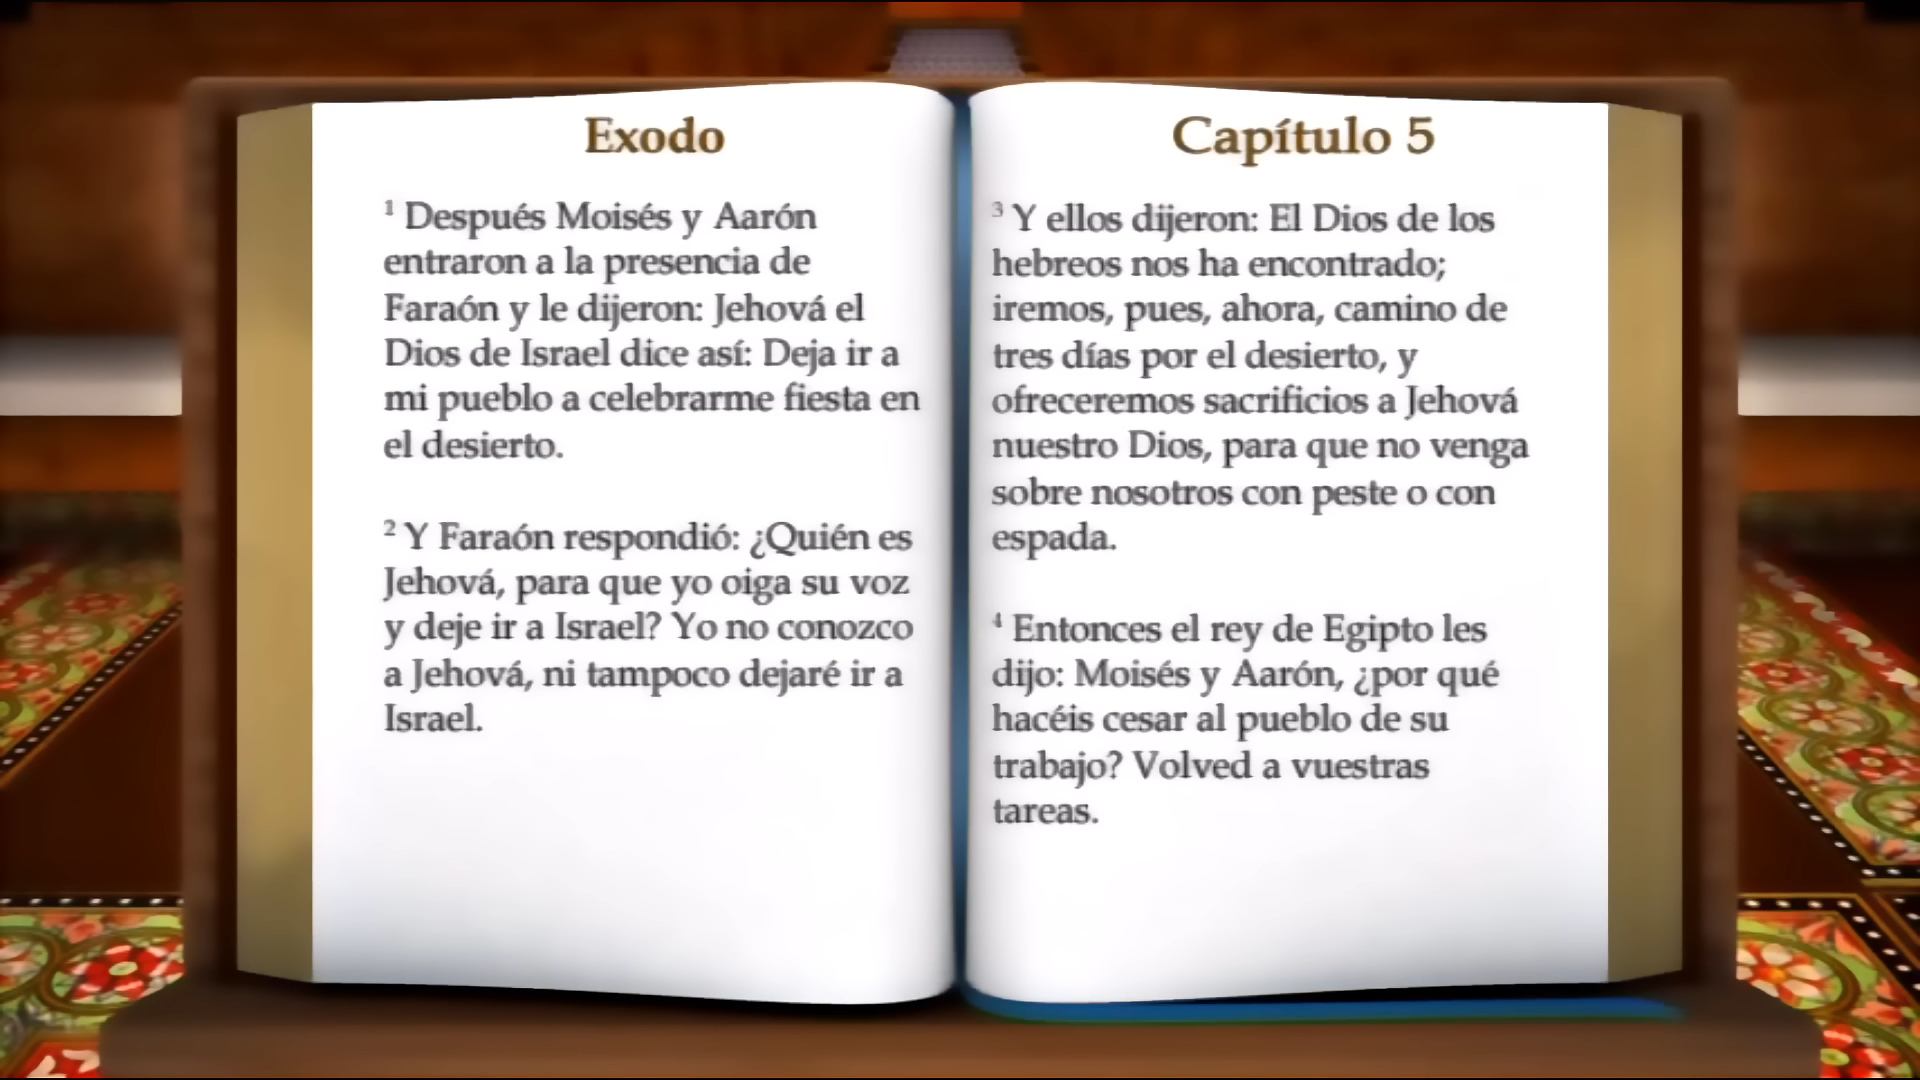 Exodo
1 Después Moisés y Aarón
entraron a la presencia de
Faraón y le dijeron: Jehová el
Dios de Israel dice así: Deja ir a
mi pueblo a celebrarme fiesta en
el desierto.
2 Y Faraón respondió: ¿Quién es
Jehová, para que yo oiga su voz
y deje ir a Israel? Yo no conozco
a Jehová, ni tampoco dejaré ir a
Israel.
Capítulo 5
3 Y ellos dijeron: El Dios de los
hebreos nos ha encontrado;
iremos, pues, ahora, camino de
tres días por el desierto, y
ofreceremos sacrificios a Jehová
nuestro Dios, para que no venga
sobre nosotros con peste o con
espada.
4 Entonces el rey de Egipto les
dijo: Moisés y Aarón, ¿por qué
hacéis cesar al pueblo de su
trabajo? Volved a vuestras
tareas.